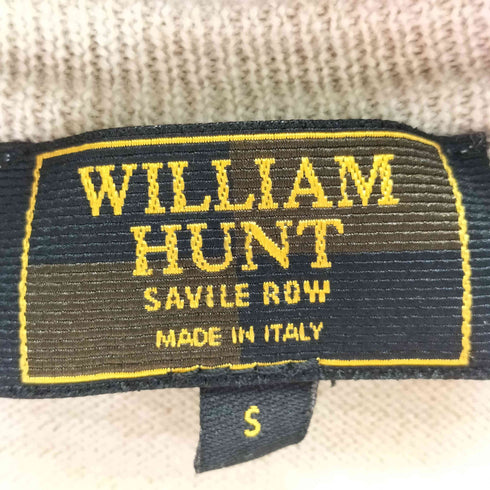 WILLIAM
HUNT
SAVILE ROW
MADE IN ITALY
S